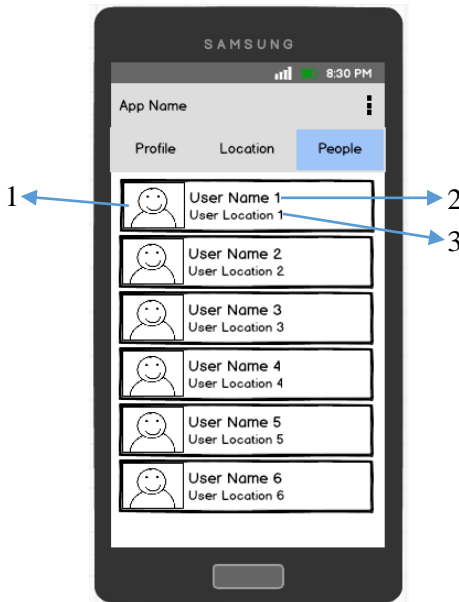 SAMSUNG
8:30 PM
App Name
Profile Location People
1
User Name 1
2
User Location 1
3
User Name 2
User Location 2
User Name 3
User Location 3
User Name 4
User Location 4
User Name 5
User Location 5
User Name 6
User Location 6